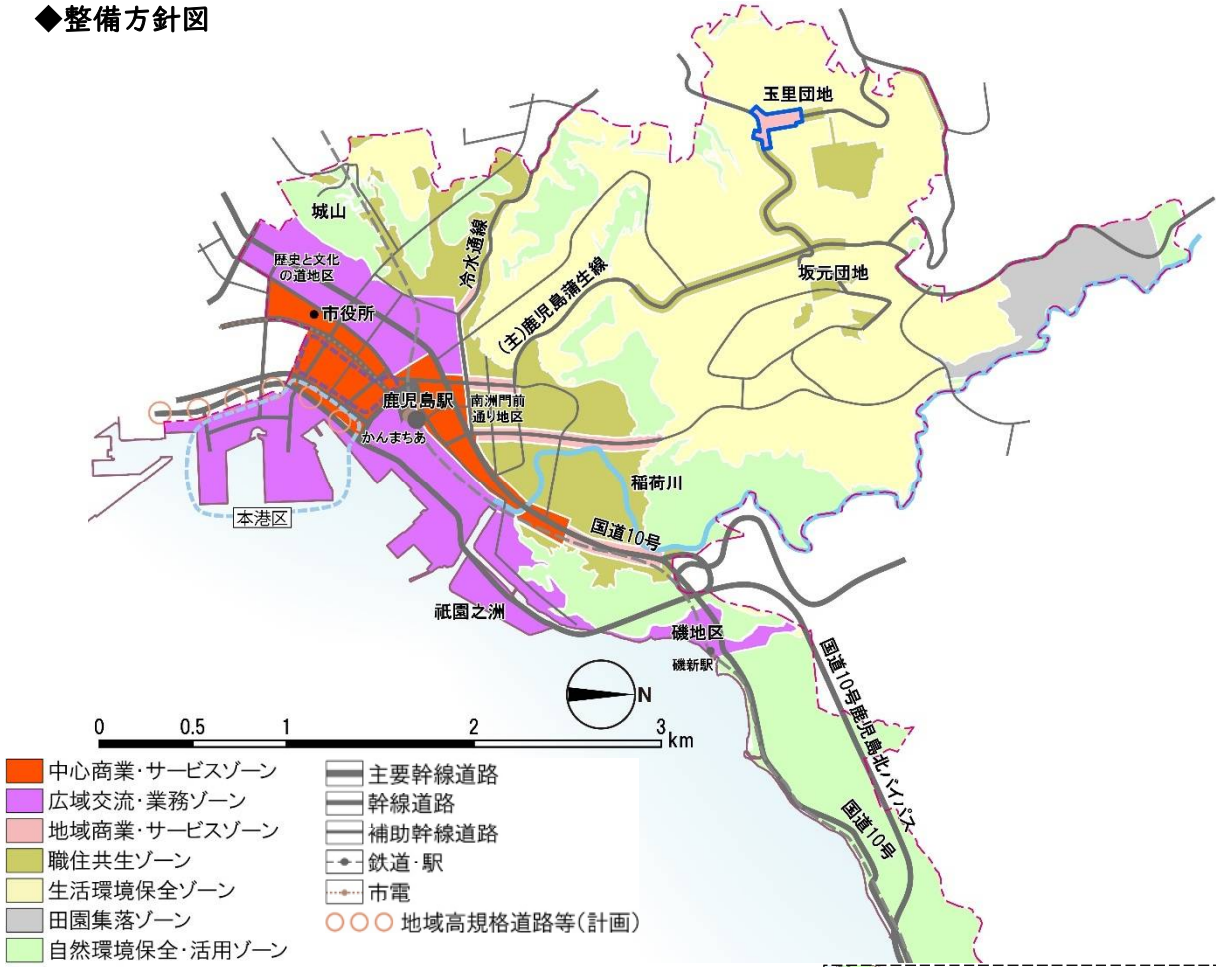 ◆整備方針図
玉里団地
城山
冷水通線
歴史と文化
の道地区
坂元団地
(主)鹿児島蒲生線
市役所
鹿児島駅
南洲門前
通り地区
かんまちあ
稲荷川
本港区
国道10号
祇園之洲
磯地区
磯新駅
国道10号鹿児島北バイパス
国道10号
N
0 0.5 1 2 3
km
中心商業・サービスゾーン
広域交流・業務ゾーン
地域商業・サービスゾーン
職住共生ゾーン
生活環境保全ゾーン
田園集落ゾーン
自然環境保全・活用ゾーン
主要幹線道路
幹線道路
補助幹線道路
鉄道・駅
市電
地域高規格道路等(計画)